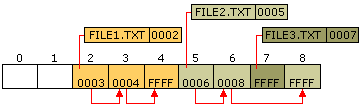 FILE2.TXT 0005
FILE1.TXT 0002
FILE3.TXT 0007
0 1 2 3 4 5 6 7 8
0003 0004 FFFF 0006 0008 FFFF FFFF